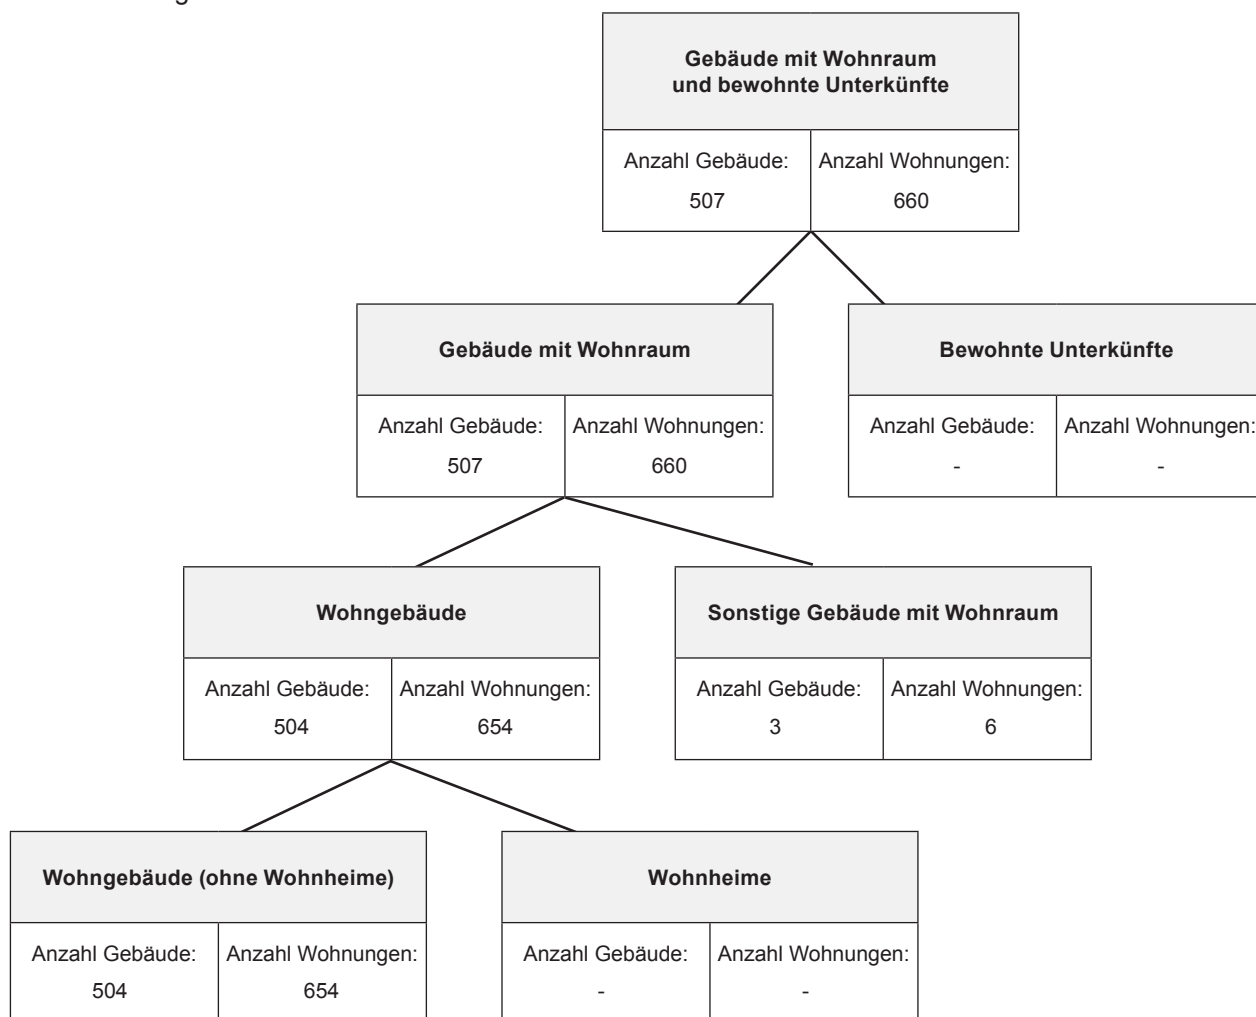 Gebäude mit Wohnraum
und bewohnte Unterkünfte
Anzahl Gebäude: Anzahl Wohnungen:
507 660
Gebäude mit Wohnraum
Bewohnte Unterkünfte
Anzahl Gebäude: Anzahl Wohnungen:
507 660
Anzahl Gebäude: Anzahl Wohnungen:
- -
Wohngebäude
Sonstige Gebäude mit Wohnraum
Anzahl Gebäude: Anzahl Wohnungen:
504 654
Anzahl Gebäude: Anzahl Wohnungen:
3 6
Wohngebäude (ohne Wohnheime)
Wohnheime
Anzahl Gebäude: Anzahl Wohnungen:
504 654
Anzahl Gebäude: Anzahl Wohnungen:
- -